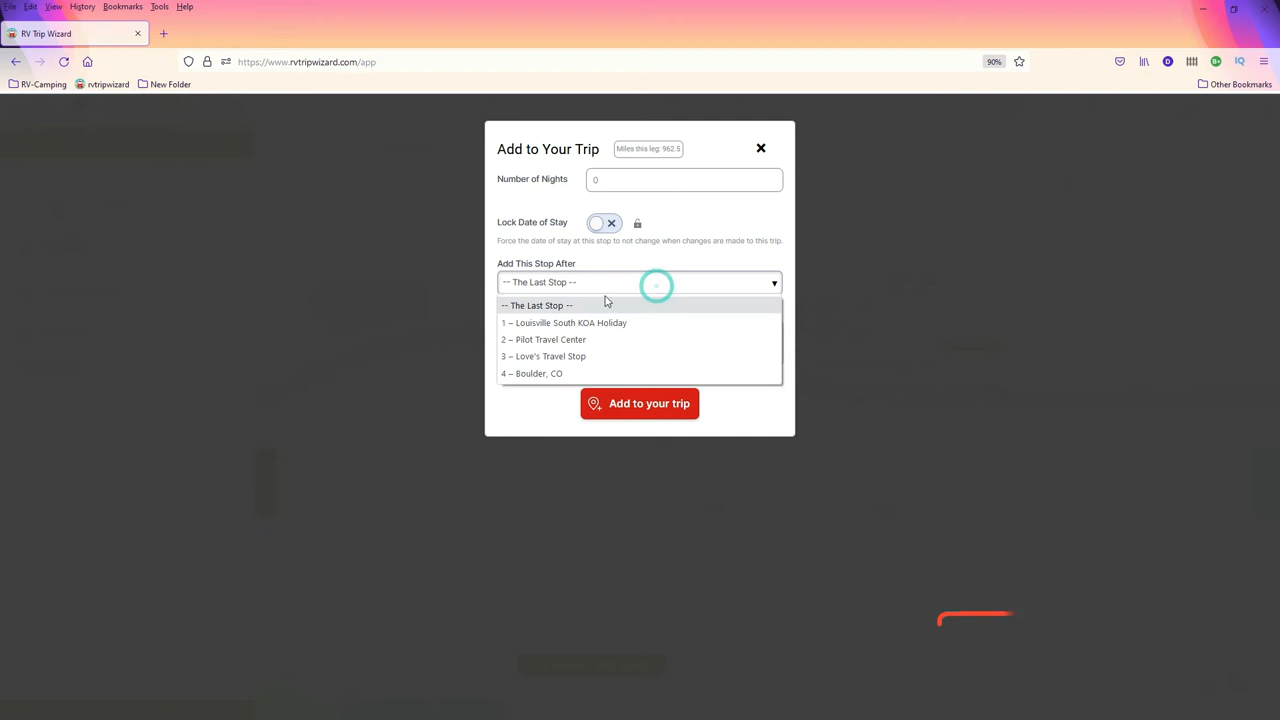 File Edit View History Bookmarks Tools Help
RV Trip Wizard
https://www.rvtripwizard.com/app
90%
RV-Camping rvtripwizard New Folder Other Bookmarks
Add to Your Trip Miles this leg: 962.5
Number of Nights 0
Lock Date of Stay
Force the date of stay at this stop to not change when changes are made to this trip.
Add This Stop After
-- The Last Stop --
-- The Last Stop --
1 – Louisville South KOA Holiday
2 – Pilot Travel Center
3 – Love's Travel Stop
4 – Boulder, CO
Add to your trip